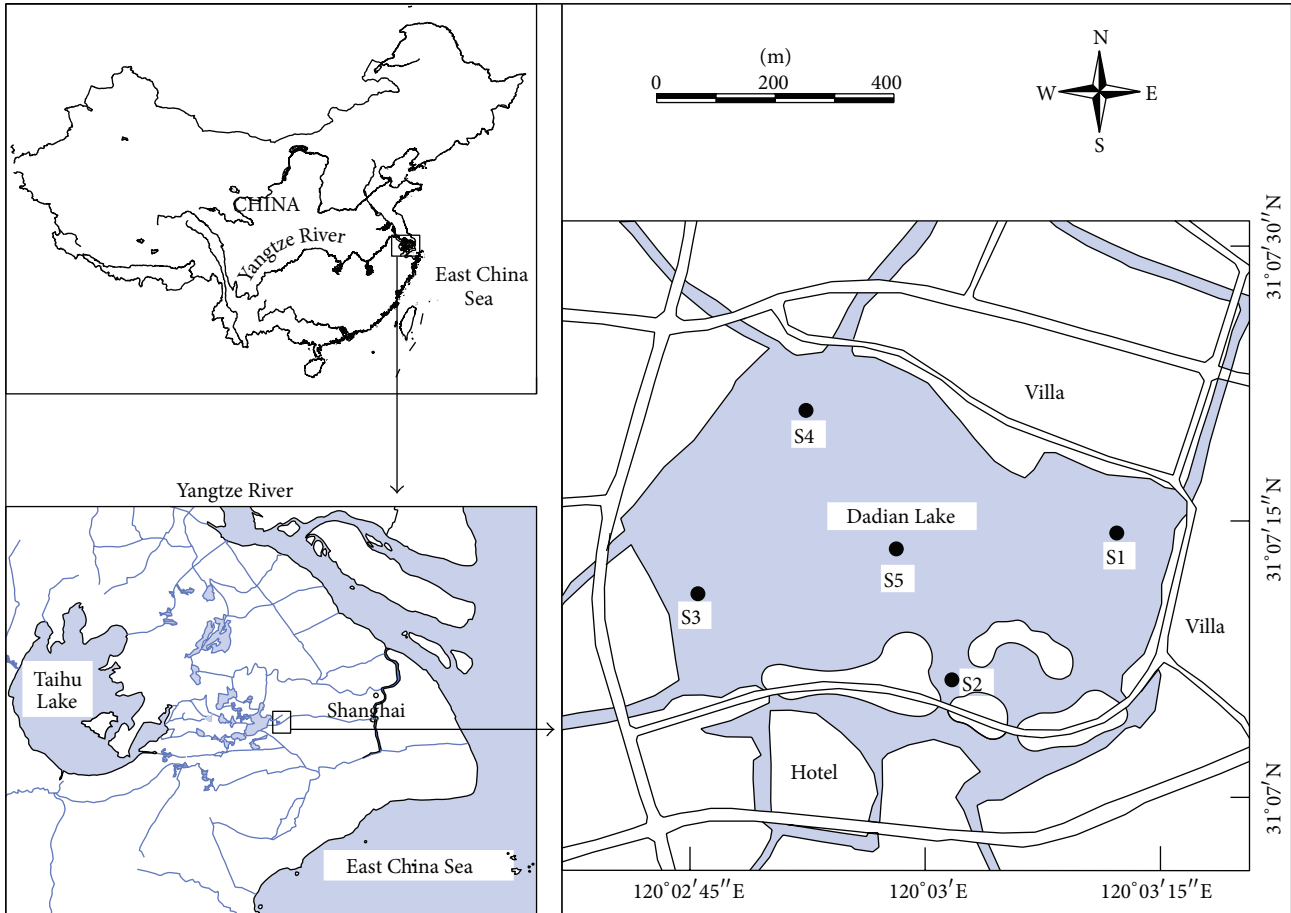 CHINA
Yangtze River
East China
Sea
Yangtze River
Taihu
Lake
Shanghai
East China Sea
(m)
0 200 400
N
W E
S
Villa
S4
Dadian Lake
S1
S5
S3
Villa
S2
Hotel
31°07′30″N
31°07′15″N
31°07′N
120°02′45″E 120°03′E 120°03′15″E